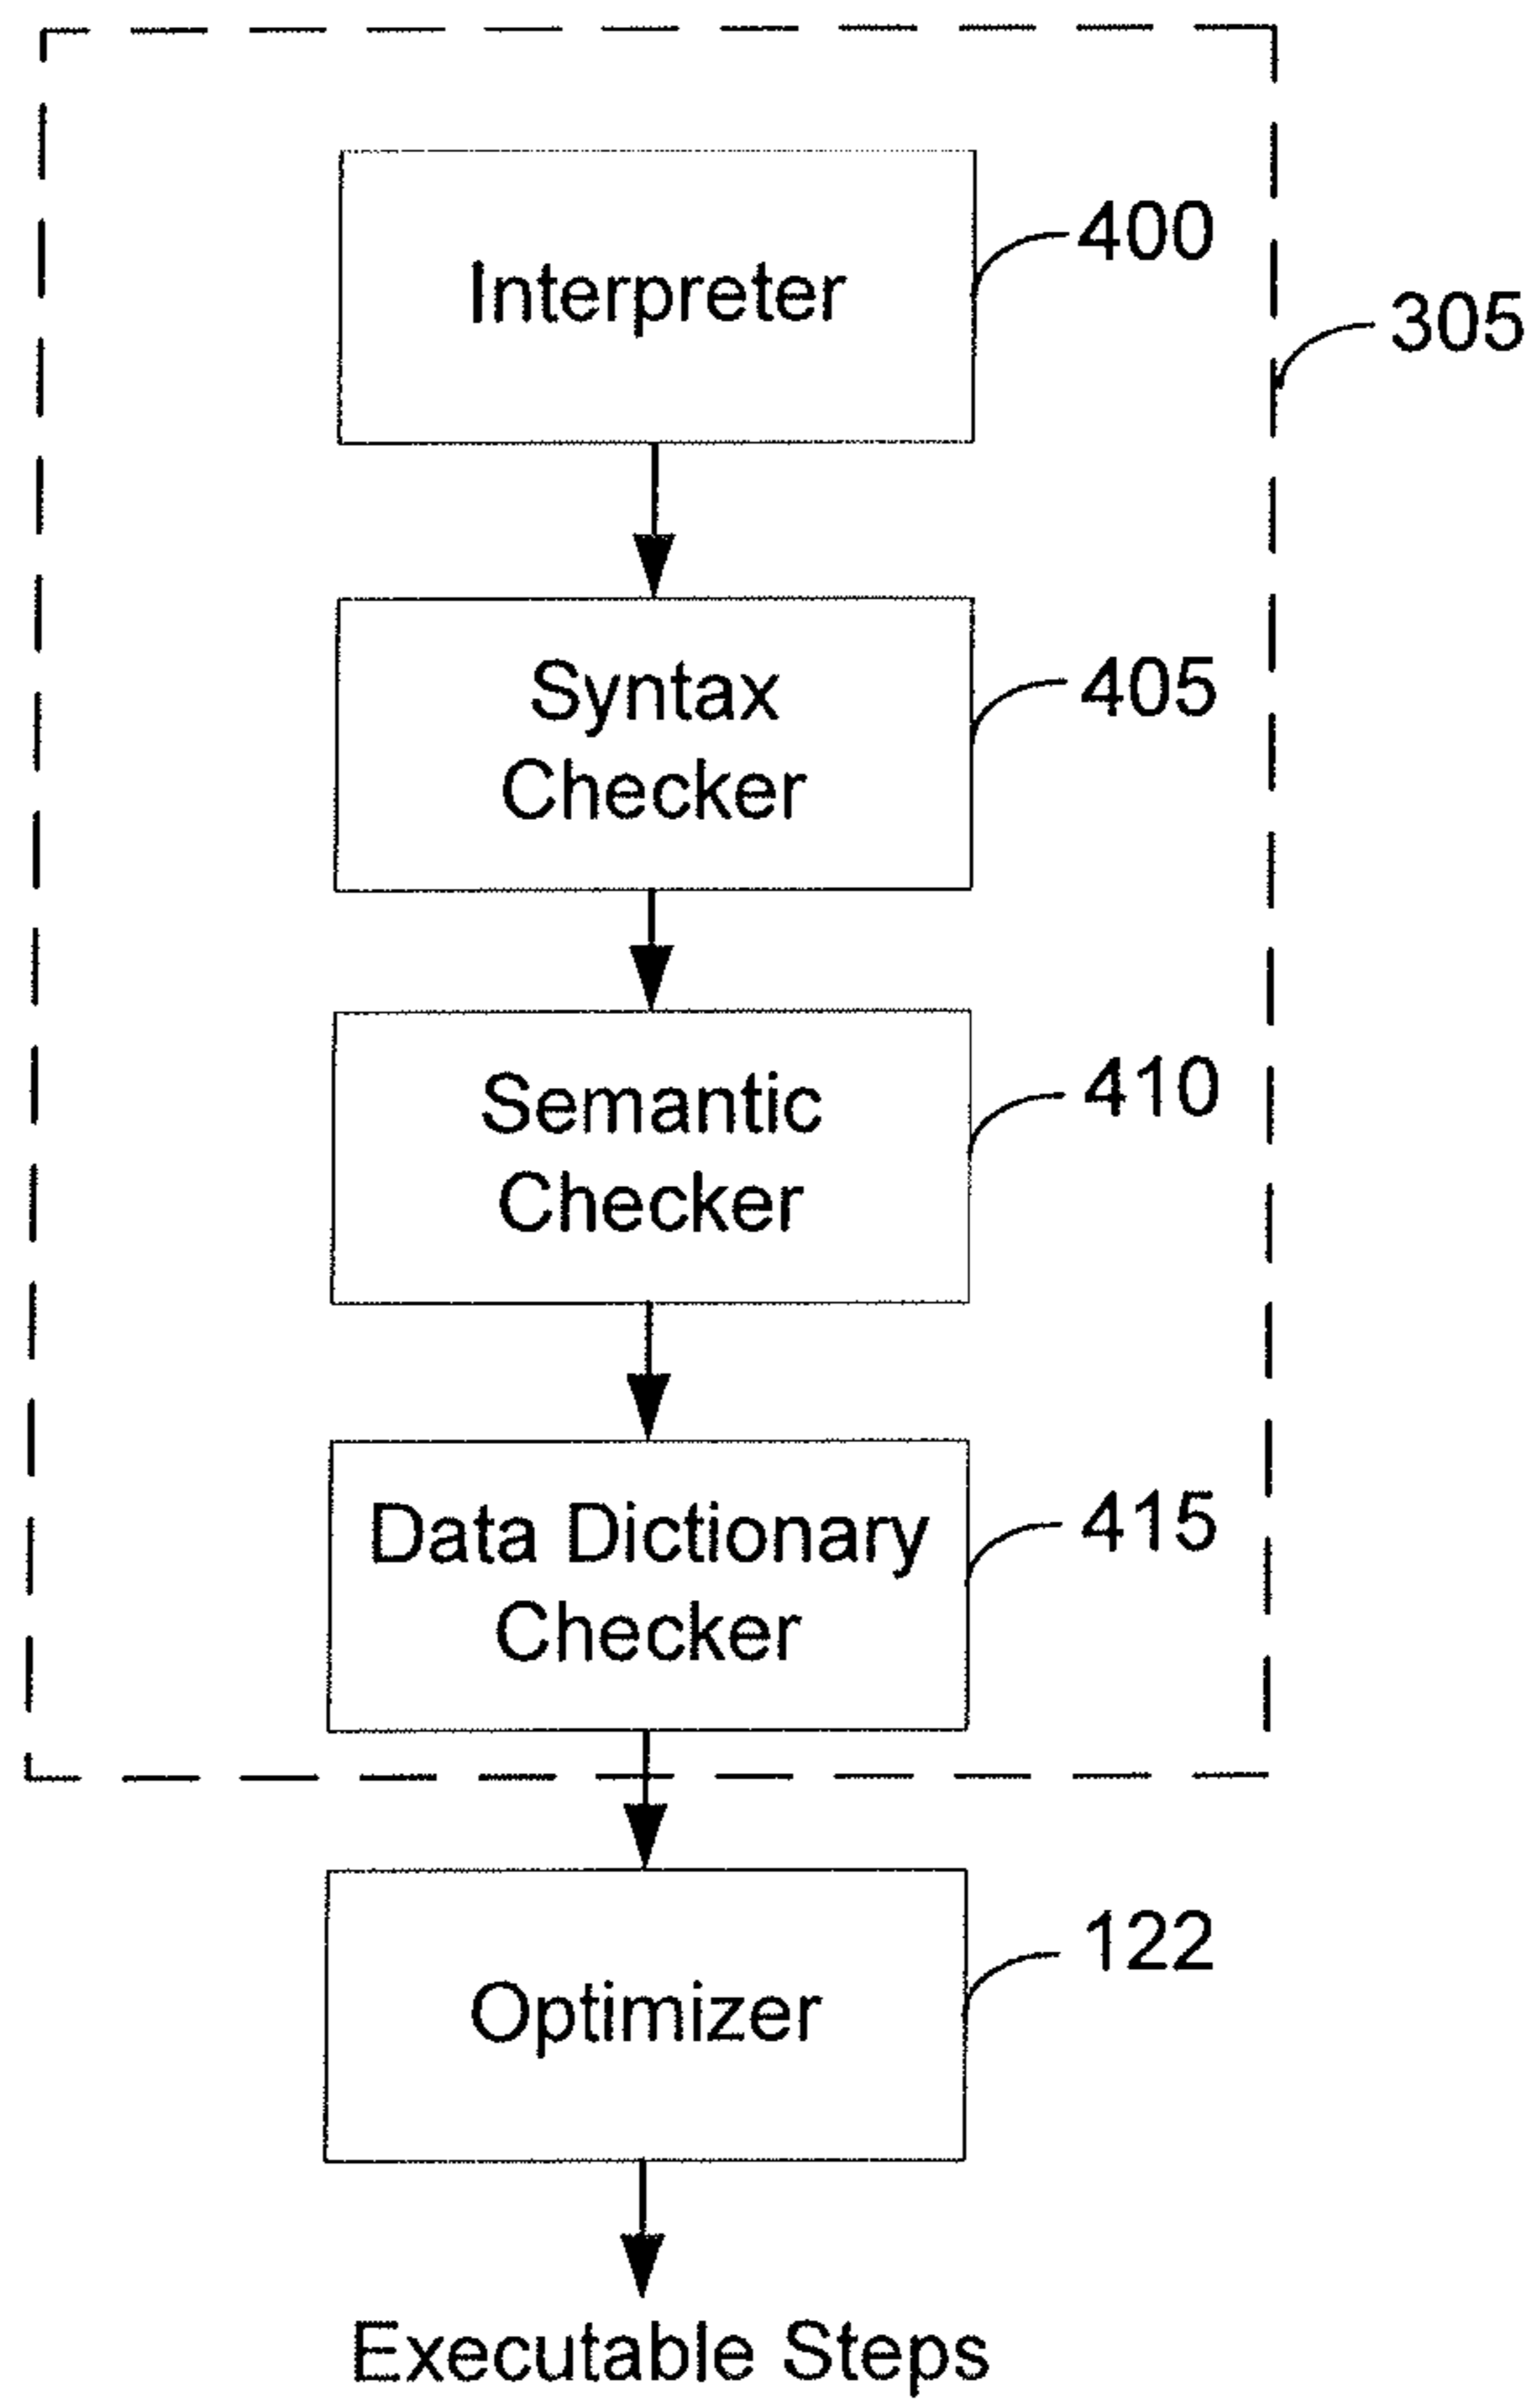 Interpreter
400
305
Syntax
Checker
405
Semantic
Checker
410
Data Dictionary
Checker
415
Optimizer
122
Executable Steps